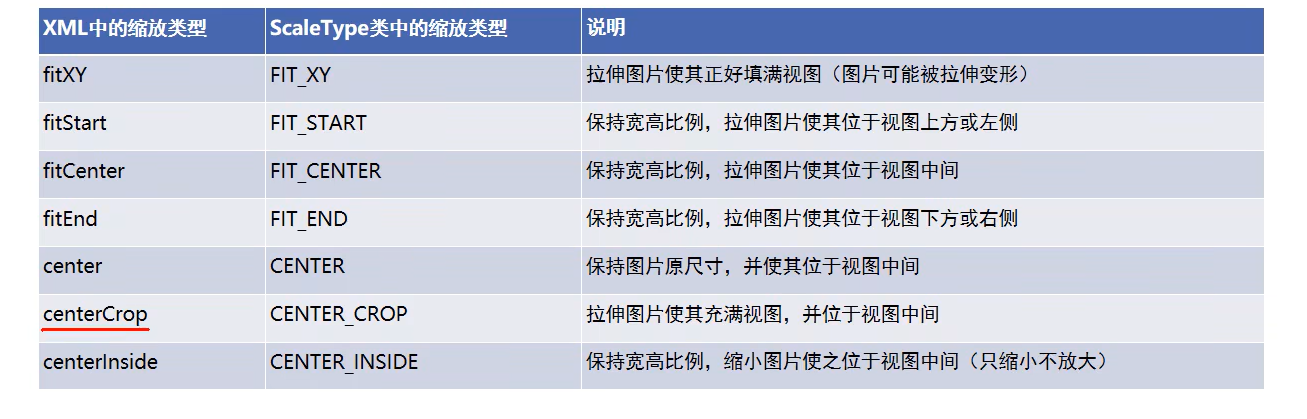 XML中的缩放类型 ScaleType类中的缩放类型 说明
fitXY FIT_XY 拉伸图片使其正好填满视图（图片可能被拉伸变形）
fitStart FIT_START 保持宽高比例，拉伸图片使其位于视图上方或左侧
fitCenter FIT_CENTER 保持宽高比例，拉伸图片使其位于视图中间
fitEnd FIT_END 保持宽高比例，拉伸图片使其位于视图下方或右侧
center CENTER 保持图片原尺寸，并使其位于视图中间
centerCrop CENTER_CROP 拉伸图片使其充满视图，并位于视图中间
centerInside CENTER_INSIDE 保持宽高比例，缩小图片使之位于视图中间（只缩小不放大）